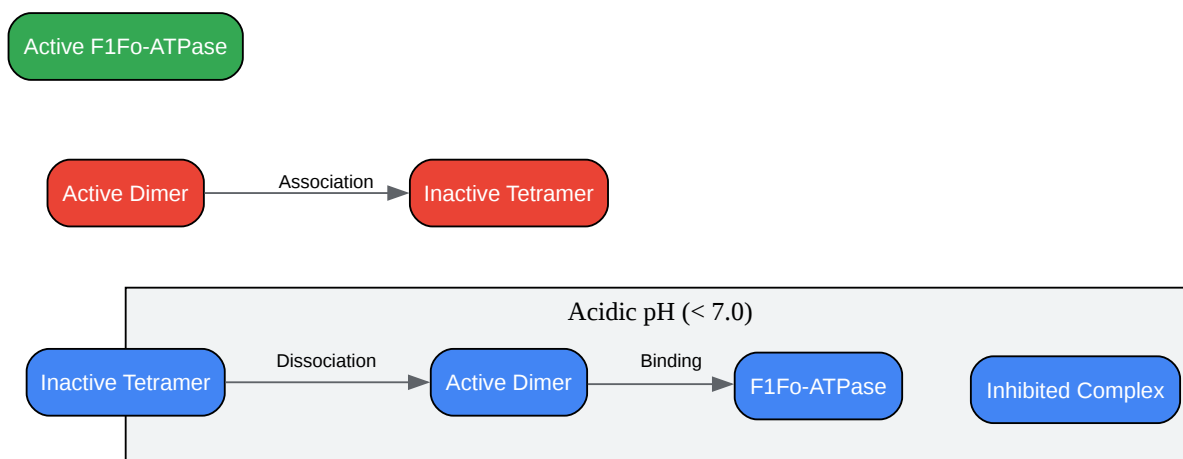 Active F1Fo-ATPase
Active Dimer
Association
Inactive Tetramer
Acidic pH (< 7.0)
Inactive Tetramer
Dissociation
Active Dimer
Binding
F1Fo-ATPase
Inhibited Complex